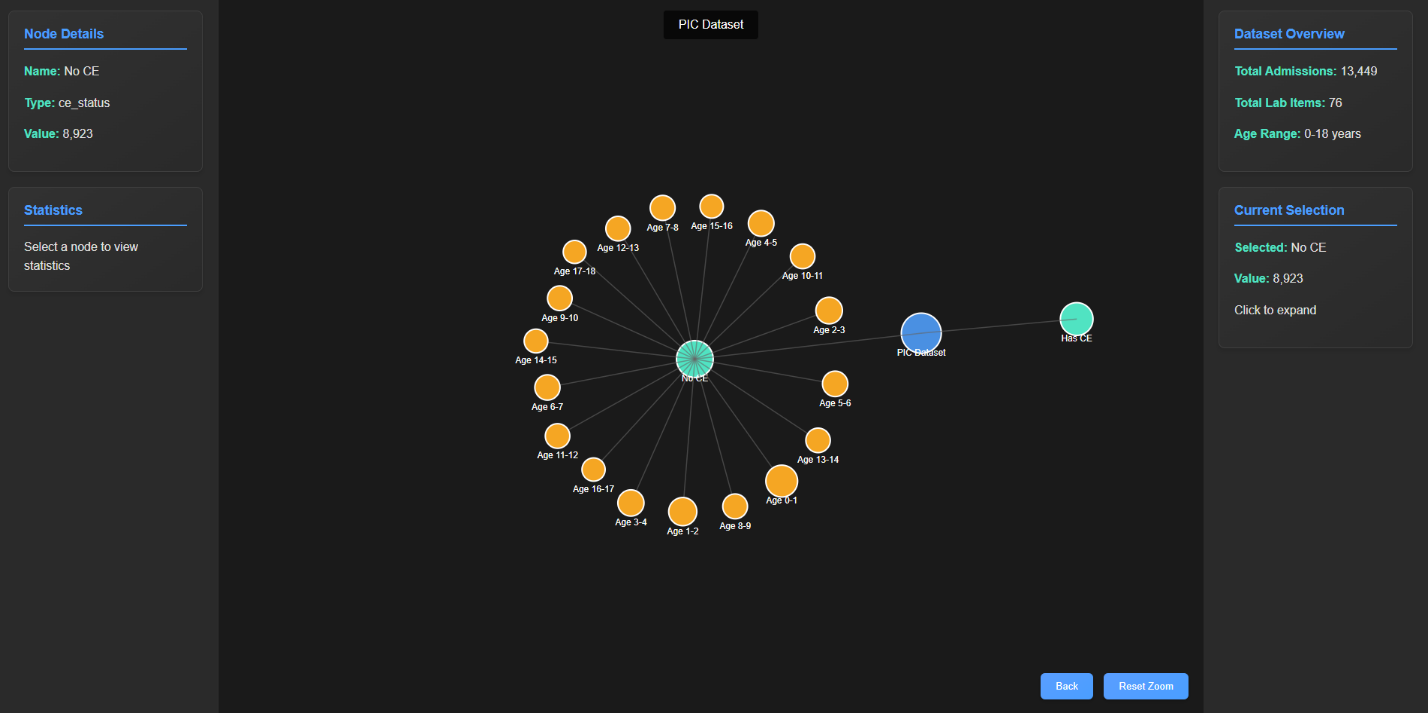 Node Details
Name: No CE
Type: ce_status
Value: 8,923
Statistics
Select a node to view
statistics
PIC Dataset
Age 7-8
Age 15-16
Age 12-13
Age 4-5
Age 17-18
Age 10-11
Age 9-10
Age 2-3
Age 14-15
PIC Dataset
Has CE
No CE
Age 6-7
Age 5-6
Age 11-12
Age 13-14
Age 16-17
Age 0-1
Age 3-4
Age 1-2
Age 8-9
Back
Reset Zoom
Dataset Overview
Total Admissions: 13,449
Total Lab Items: 76
Age Range: 0-18 years
Current Selection
Selected: No CE
Value: 8,923
Click to expand